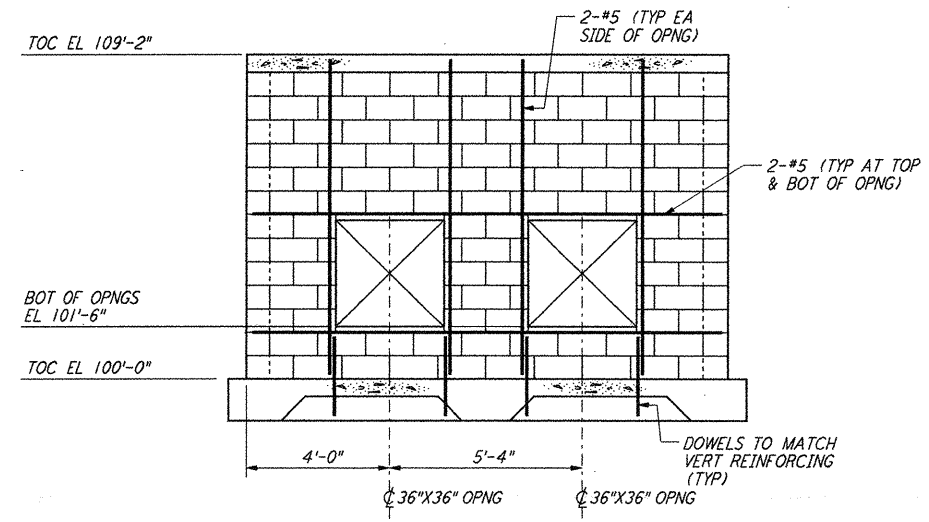 2-#5 (TYP EA
SIDE OF OPNG)
TOC EL 109'-2"
2-#5 (TYP AT TOP
& BOT OF OPNG)
BOT OF OPNGS
EL 101'-6"
TOC EL 100'-0"
DOWELS TO MATCH
VERT REINFORCING
(TYP)
4'-0"
5'-4"
℄ 36"X36" OPNG
℄ 36"X36" OPNG